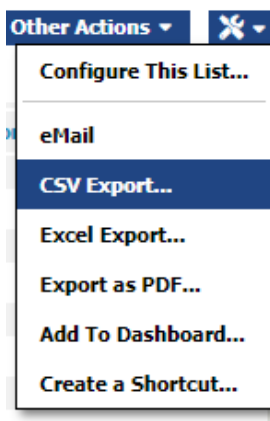 Other Actions
Configure This List...
eMail
CSV Export...
Excel Export...
Export as PDF...
Add To Dashboard...
Create a Shortcut...